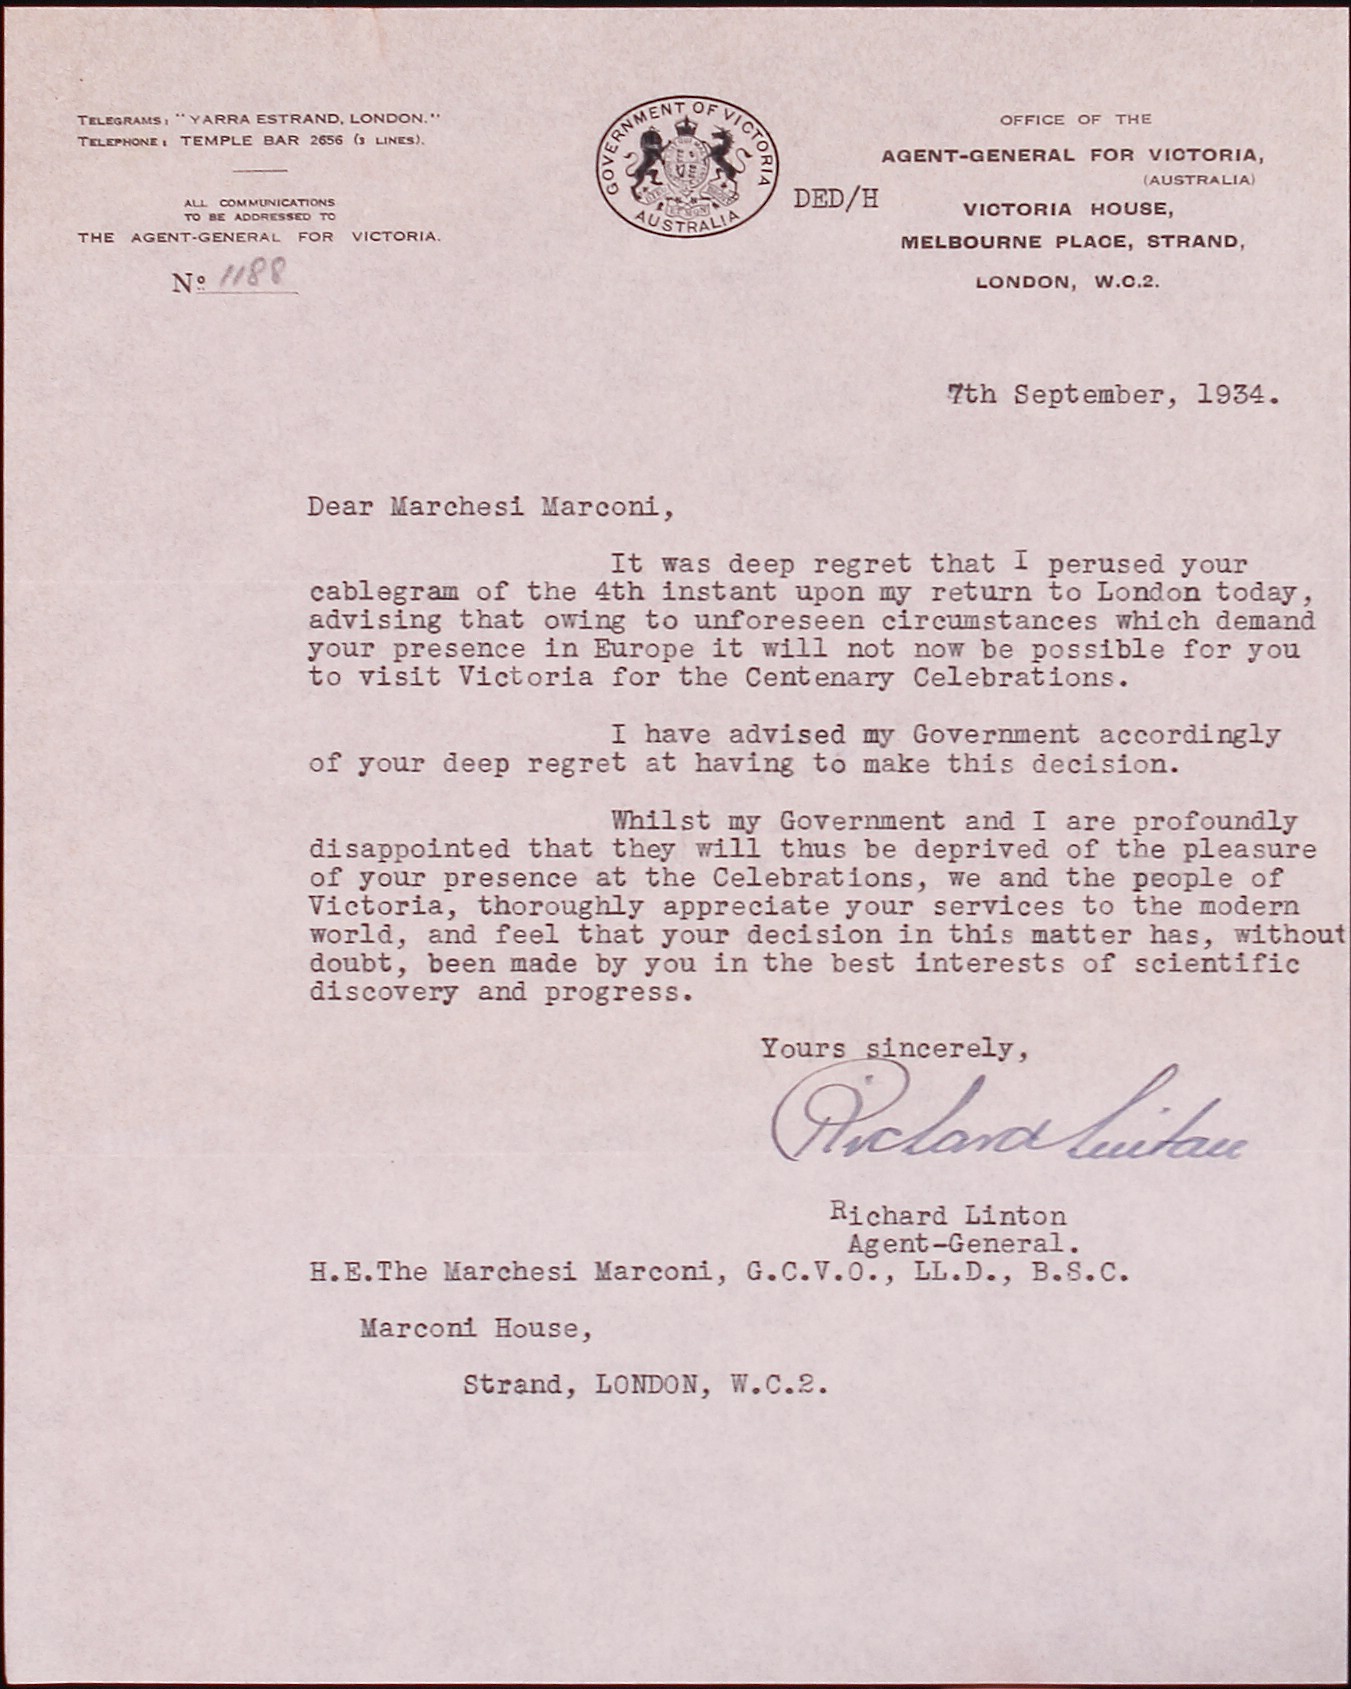 TELEGRAMS: "YARRA ESTRAND, LONDON."
TELEPHONE: TEMPLE BAR 2656 (3 LINES).
ALL COMMUNICATIONS
TO BE ADDRESSED TO
THE AGENT-GENERAL FOR VICTORIA.
Nº 1188
GOVERNMENT OF VICTORIA
AUSTRALIA
DED/H
OFFICE OF THE
AGENT-GENERAL FOR VICTORIA,
(AUSTRALIA)
VICTORIA HOUSE,
MELBOURNE PLACE, STRAND,
LONDON, W.C.2.
7th September, 1934.
Dear Marchesi Marconi,
It was deep regret that I perused your
cablegram of the 4th instant upon my return to London today,
advising that owing to unforeseen circumstances which demand
your presence in Europe it will not now be possible for you
to visit Victoria for the Centenary Celebrations.
I have advised my Government accordingly
of your deep regret at having to make this decision.
Whilst my Government and I are profoundly
disappointed that they will thus be deprived of the pleasure
of your presence at the Celebrations, we and the people of
Victoria, thoroughly appreciate your services to the modern
world, and feel that your decision in this matter has, without
doubt, been made by you in the best interests of scientific
discovery and progress.
Yours sincerely,
Richard Linton
Richard Linton
Agent-General.
H.E.The Marchesi Marconi, G.C.V.O., LL.D., B.S.C.
Marconi House,
Strand, LONDON, W.C.2.